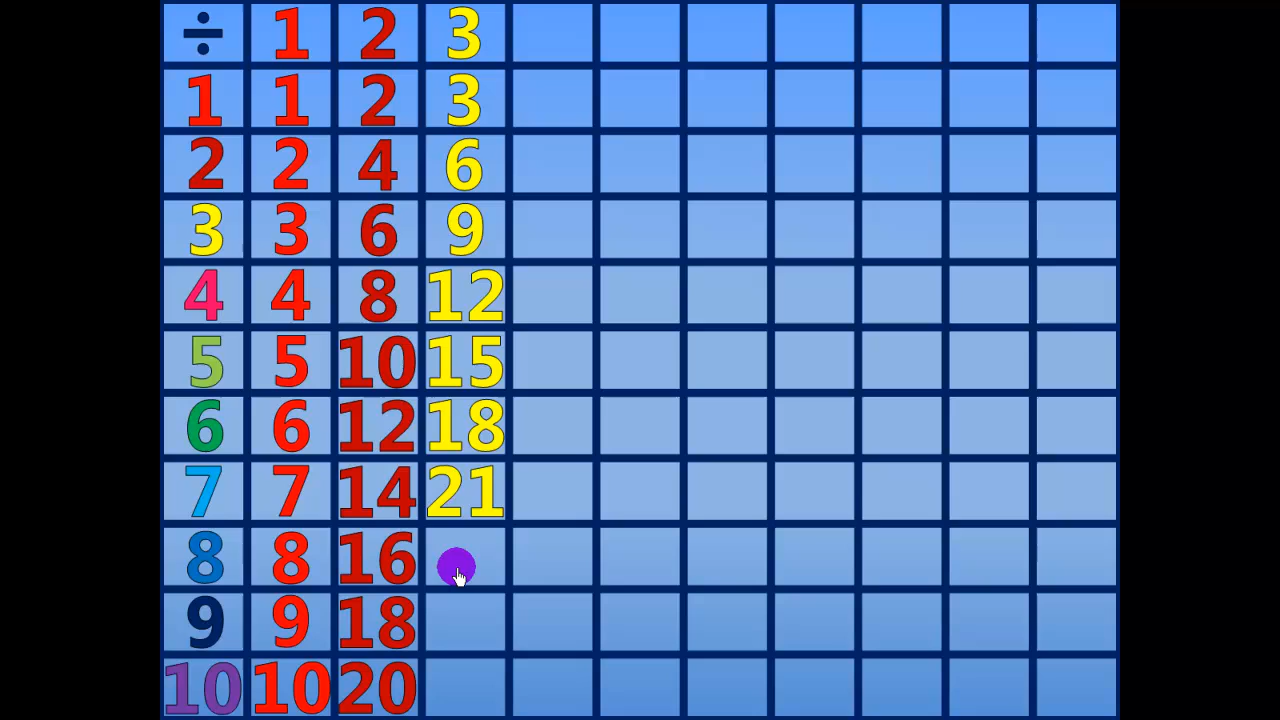 ÷ 1 2 3
1 1 2 3
2 2 4 6
3 3 6 9
4 4 8 12
5 5 10 15
6 6 12 18
7 7 14 21
8 8 16
9 9 18
10 10 20